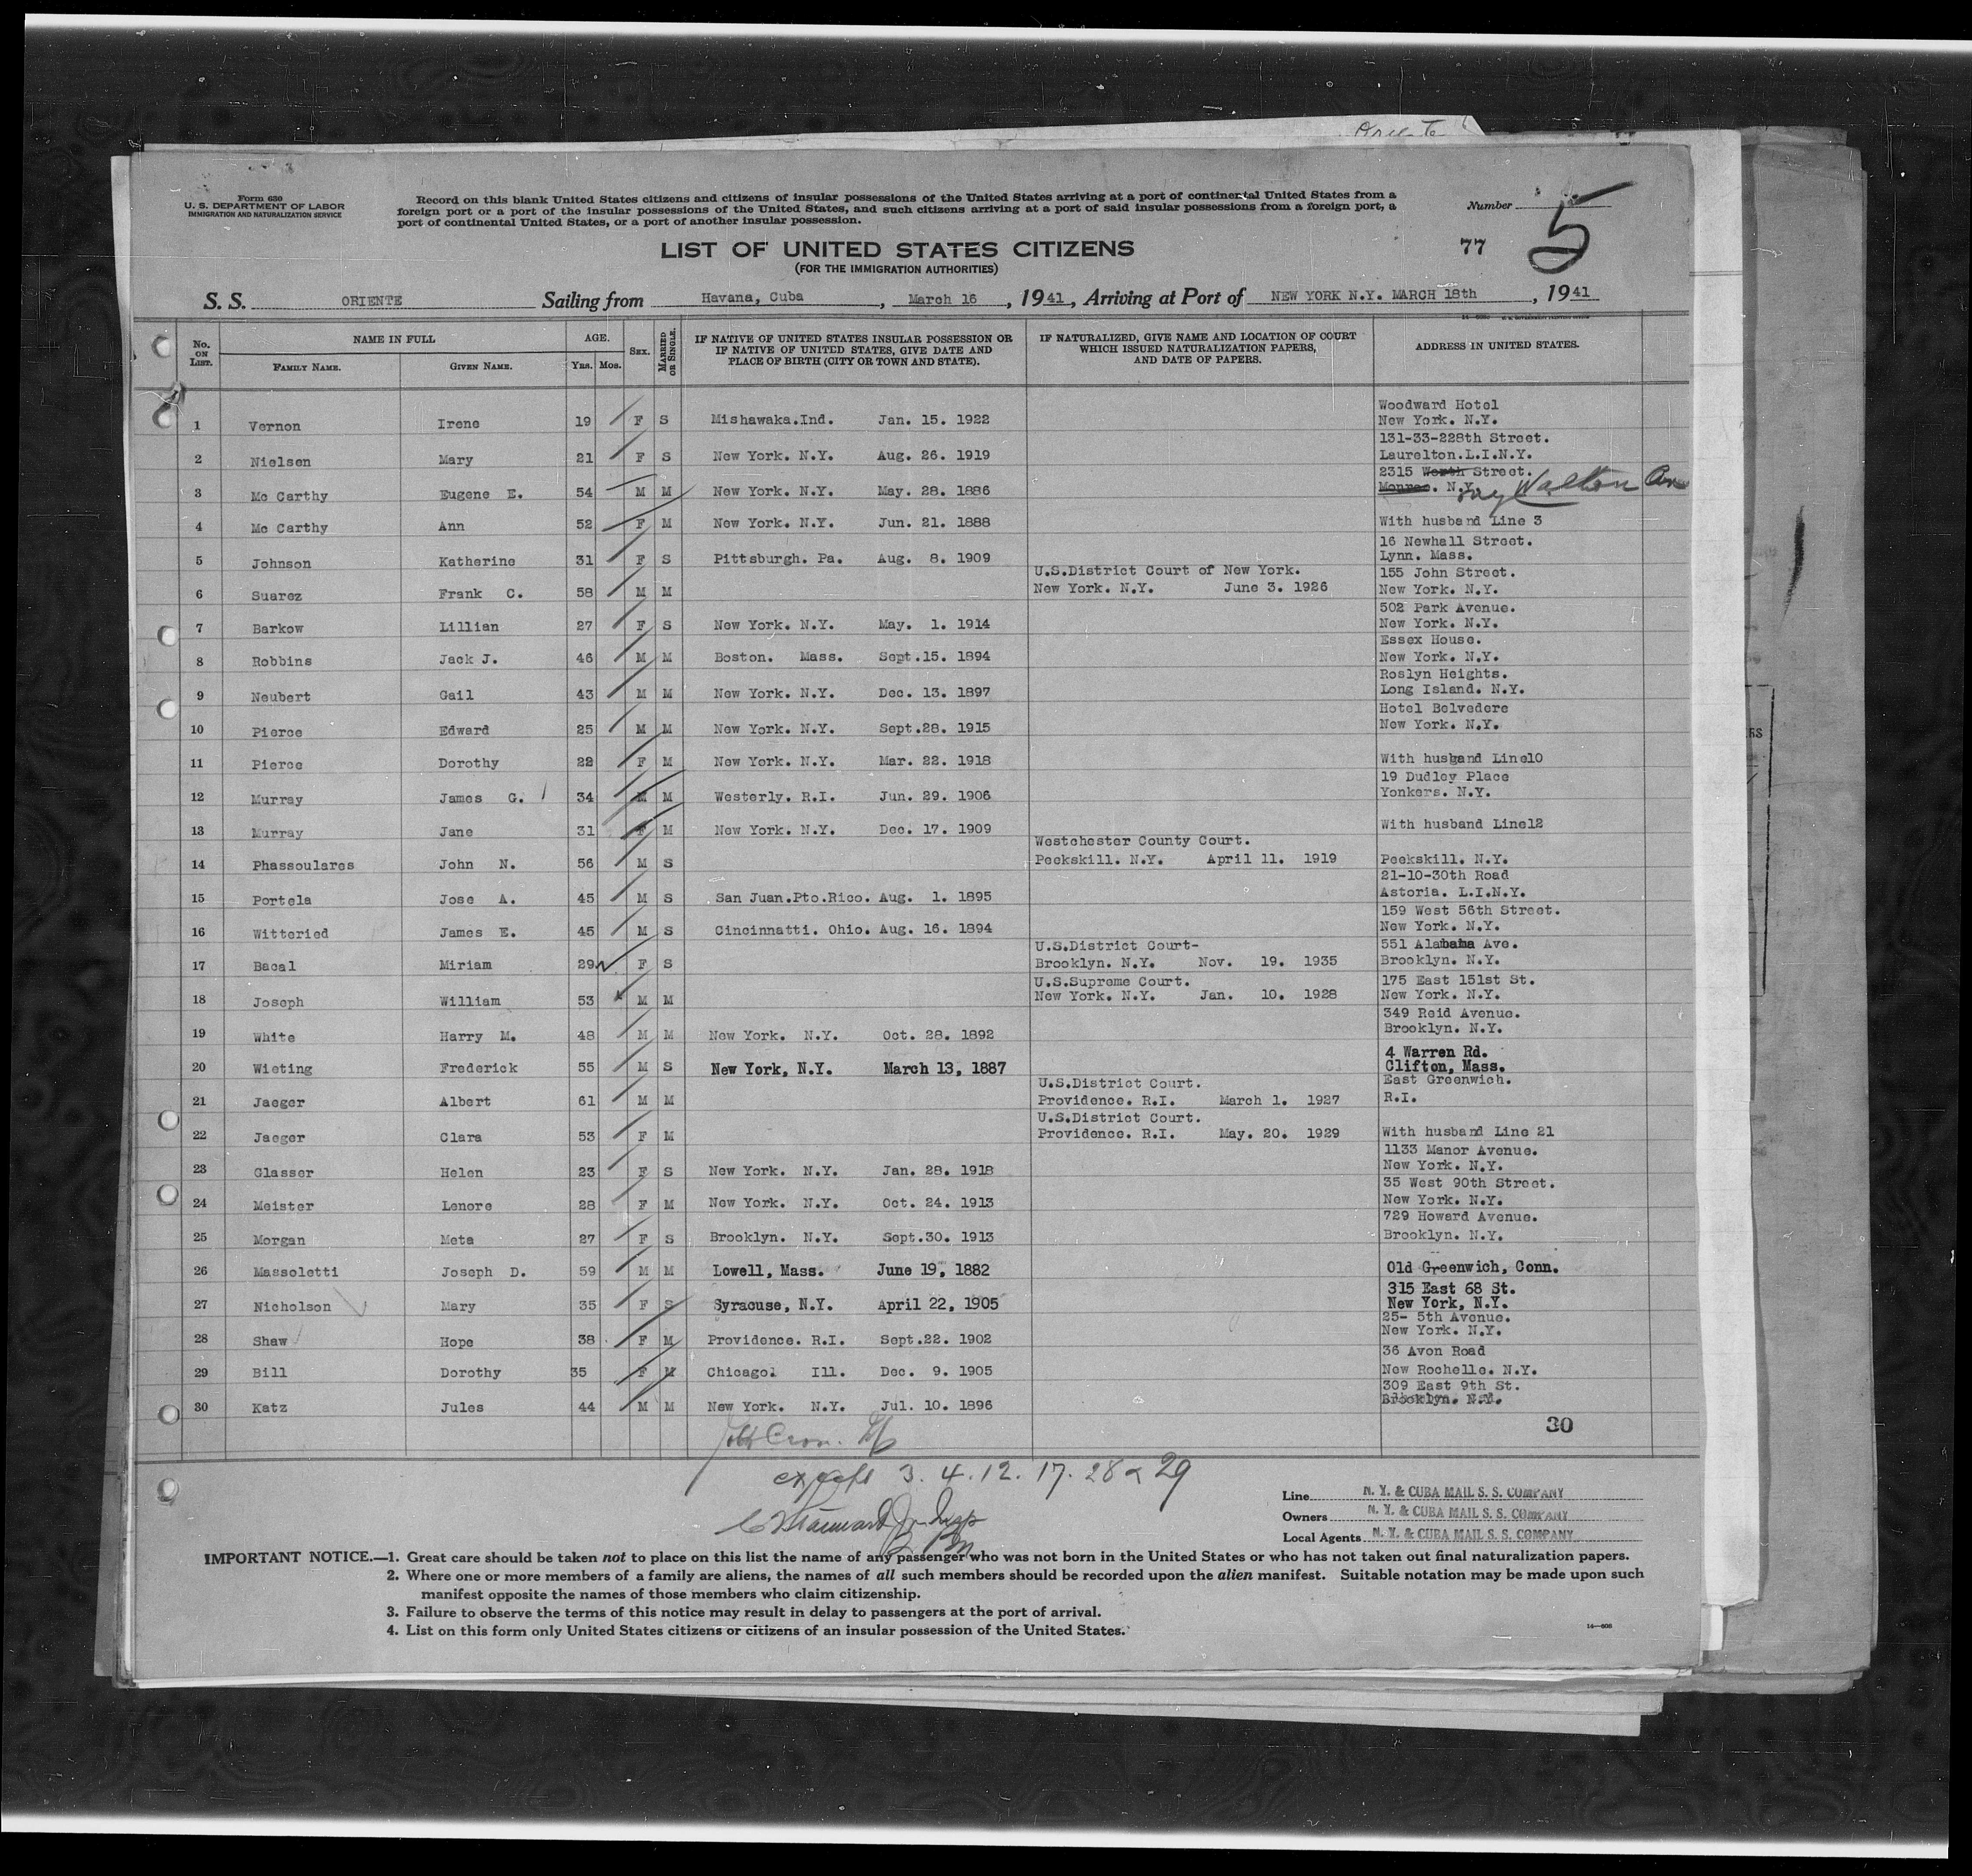 Form 630
U. S. DEPARTMENT OF LABOR
IMMIGRATION AND NATURALIZATION SERVICE
Record on this blank United States citizens and citizens of insular possessions of the United States arriving at a port of continental United States from a
foreign port or a port of the insular possessions of the United States, and such citizens arriving at a port of said insular possessions from a foreign port, a
port of continental United States, or a port of another insular possession.
Number
5
77
LIST OF UNITED STATES CITIZENS
(FOR THE IMMIGRATION AUTHORITIES)
S. S. ORIENTE Sailing from Havana, Cuba, March 16, 1941, Arriving at Port of NEW YORK N.Y. MARCH 18th, 1941
No. ON LIST. NAME IN FULL FAMILY NAME. GIVEN NAME. AGE. YRS. MOS. SEX. MARRIED OR SINGLE. IF NATIVE OF UNITED STATES INSULAR POSSESSION OR IF NATIVE OF UNITED STATES, GIVE DATE AND PLACE OF BIRTH (CITY OR TOWN AND STATE). IF NATURALIZED, GIVE NAME AND LOCATION OF COURT WHICH ISSUED NATURALIZATION PAPERS, AND DATE OF PAPERS. ADDRESS IN UNITED STATES.
1 Vernon Irene 19 F S Mishawaka.Ind. Jan. 15. 1922 Woodward Hotel New York. N.Y.
2 Nielsen Mary 21 F S New York. N.Y. Aug. 26. 1919 131-33-228th Street. Laurelton.L.I.N.Y.
3 Mc Carthy Eugene E. 54 M M New York. N.Y. May. 28. 1886 2315 Worth Street. Monroe. N.Y. Walton Av
4 Mc Carthy Ann 52 F M New York. N.Y. Jun. 21. 1888 With husband Line 3
5 Johnson Katherine 31 F S Pittsburgh. Pa. Aug. 8. 1909 16 Newhall Street. Lynn. Mass.
6 Suarez Frank C. 58 M M U.S.District Court of New York. New York. N.Y. June 3. 1926 155 John Street. New York. N.Y.
7 Barkow Lillian 27 F S New York. N.Y. May. 1. 1914 502 Park Avenue. New York. N.Y.
8 Robbins Jack J. 46 M M Boston. Mass. Sept.15. 1894 Essex House. New York. N.Y.
9 Neubert Gail 43 M M New York. N.Y. Dec. 13. 1897 Roslyn Heights. Long Island. N.Y.
10 Pierce Edward 25 M M New York. N.Y. Sept.28. 1915 Hotel Belvedere New York. N.Y.
11 Pierce Dorothy 22 F M New York. N.Y. Mar. 22. 1918 With husband Line10
12 Murray James G. 34 M M Westerly. R.I. Jun. 29. 1906 19 Dudley Place Yonkers. N.Y.
13 Murray Jane 31 F M New York. N.Y. Dec. 17. 1909 With husband Line12
14 Phassoulares John N. 56 M S Westchester County Court. Peekskill. N.Y. April 11. 1919 Peekskill. N.Y.
15 Portela Jose A. 45 M S San Juan.Pto.Rico. Aug. 1. 1895 21-10-30th Road Astoria. L.I.N.Y.
16 Witteried James E. 45 M S Cincinnatti. Ohio. Aug. 16. 1894 159 West 56th Street. New York. N.Y.
17 Bacal Miriam 29 F S U.S.District Court- Brooklyn. N.Y. Nov. 19. 1935 551 Alabama Ave. Brooklyn. N.Y.
18 Joseph William 53 M M U.S.Supreme Court. New York. N.Y. Jan. 10. 1928 175 East 151st St. New York. N.Y.
19 White Harry M. 48 M M New York. N.Y. Oct. 28. 1892 349 Reid Avenue. Brooklyn. N.Y.
20 Wieting Frederick 55 M S New York, N.Y. March 13, 1887 4 Warren Rd. Clifton, Mass.
21 Jaeger Albert 61 M M U.S.District Court. Providence. R.I. March 1. 1927 East Greenwich. R.I.
22 Jaeger Clara 53 F M U.S.District Court. Providence. R.I. May. 20. 1929 With husband Line 21
23 Glasser Helen 23 F S New York. N.Y. Jan. 28. 1918 1133 Manor Avenue. New York. N.Y.
24 Meister Lenore 28 F M New York. N.Y. Oct. 24. 1913 35 West 90th Street. New York. N.Y.
25 Morgan Meta 27 F S Brooklyn. N.Y. Sept.30. 1913 729 Howard Avenue. Brooklyn. N.Y.
26 Massoletti Joseph D. 59 M M Lowell, Mass. June 19, 1882 Old Greenwich, Conn.
27 Nicholson Mary 35 F S Syracuse, N.Y. April 22, 1905 315 East 68 St. New York, N.Y.
28 Shaw Hope 38 F M Providence. R.I. Sept.22. 1902 25- 5th Avenue. New York. N.Y.
29 Bill Dorothy 35 F M Chicago. Ill. Dec. 9. 1905 36 Avon Road New Rochelle. N.Y.
30 Katz Jules 44 M M New York. N.Y. Jul. 10. 1896 309 East 9th St. Brooklyn. N.Y.
30
except 3. 4. 12. 17. 28 & 29
Line N. Y. & CUBA MAIL S. S. COMPANY
Owners N. Y. & CUBA MAIL S. S. COMPANY
Local Agents N. Y. & CUBA MAIL S. S. COMPANY
IMPORTANT NOTICE.—1. Great care should be taken not to place on this list the name of any passenger who was not born in the United States or who has not taken out final naturalization papers.
2. Where one or more members of a family are aliens, the names of all such members should be recorded upon the alien manifest. Suitable notation may be made upon such
manifest opposite the names of those members who claim citizenship.
3. Failure to observe the terms of this notice may result in delay to passengers at the port of arrival.
4. List on this form only United States citizens or citizens of an insular possession of the United States.
14—608